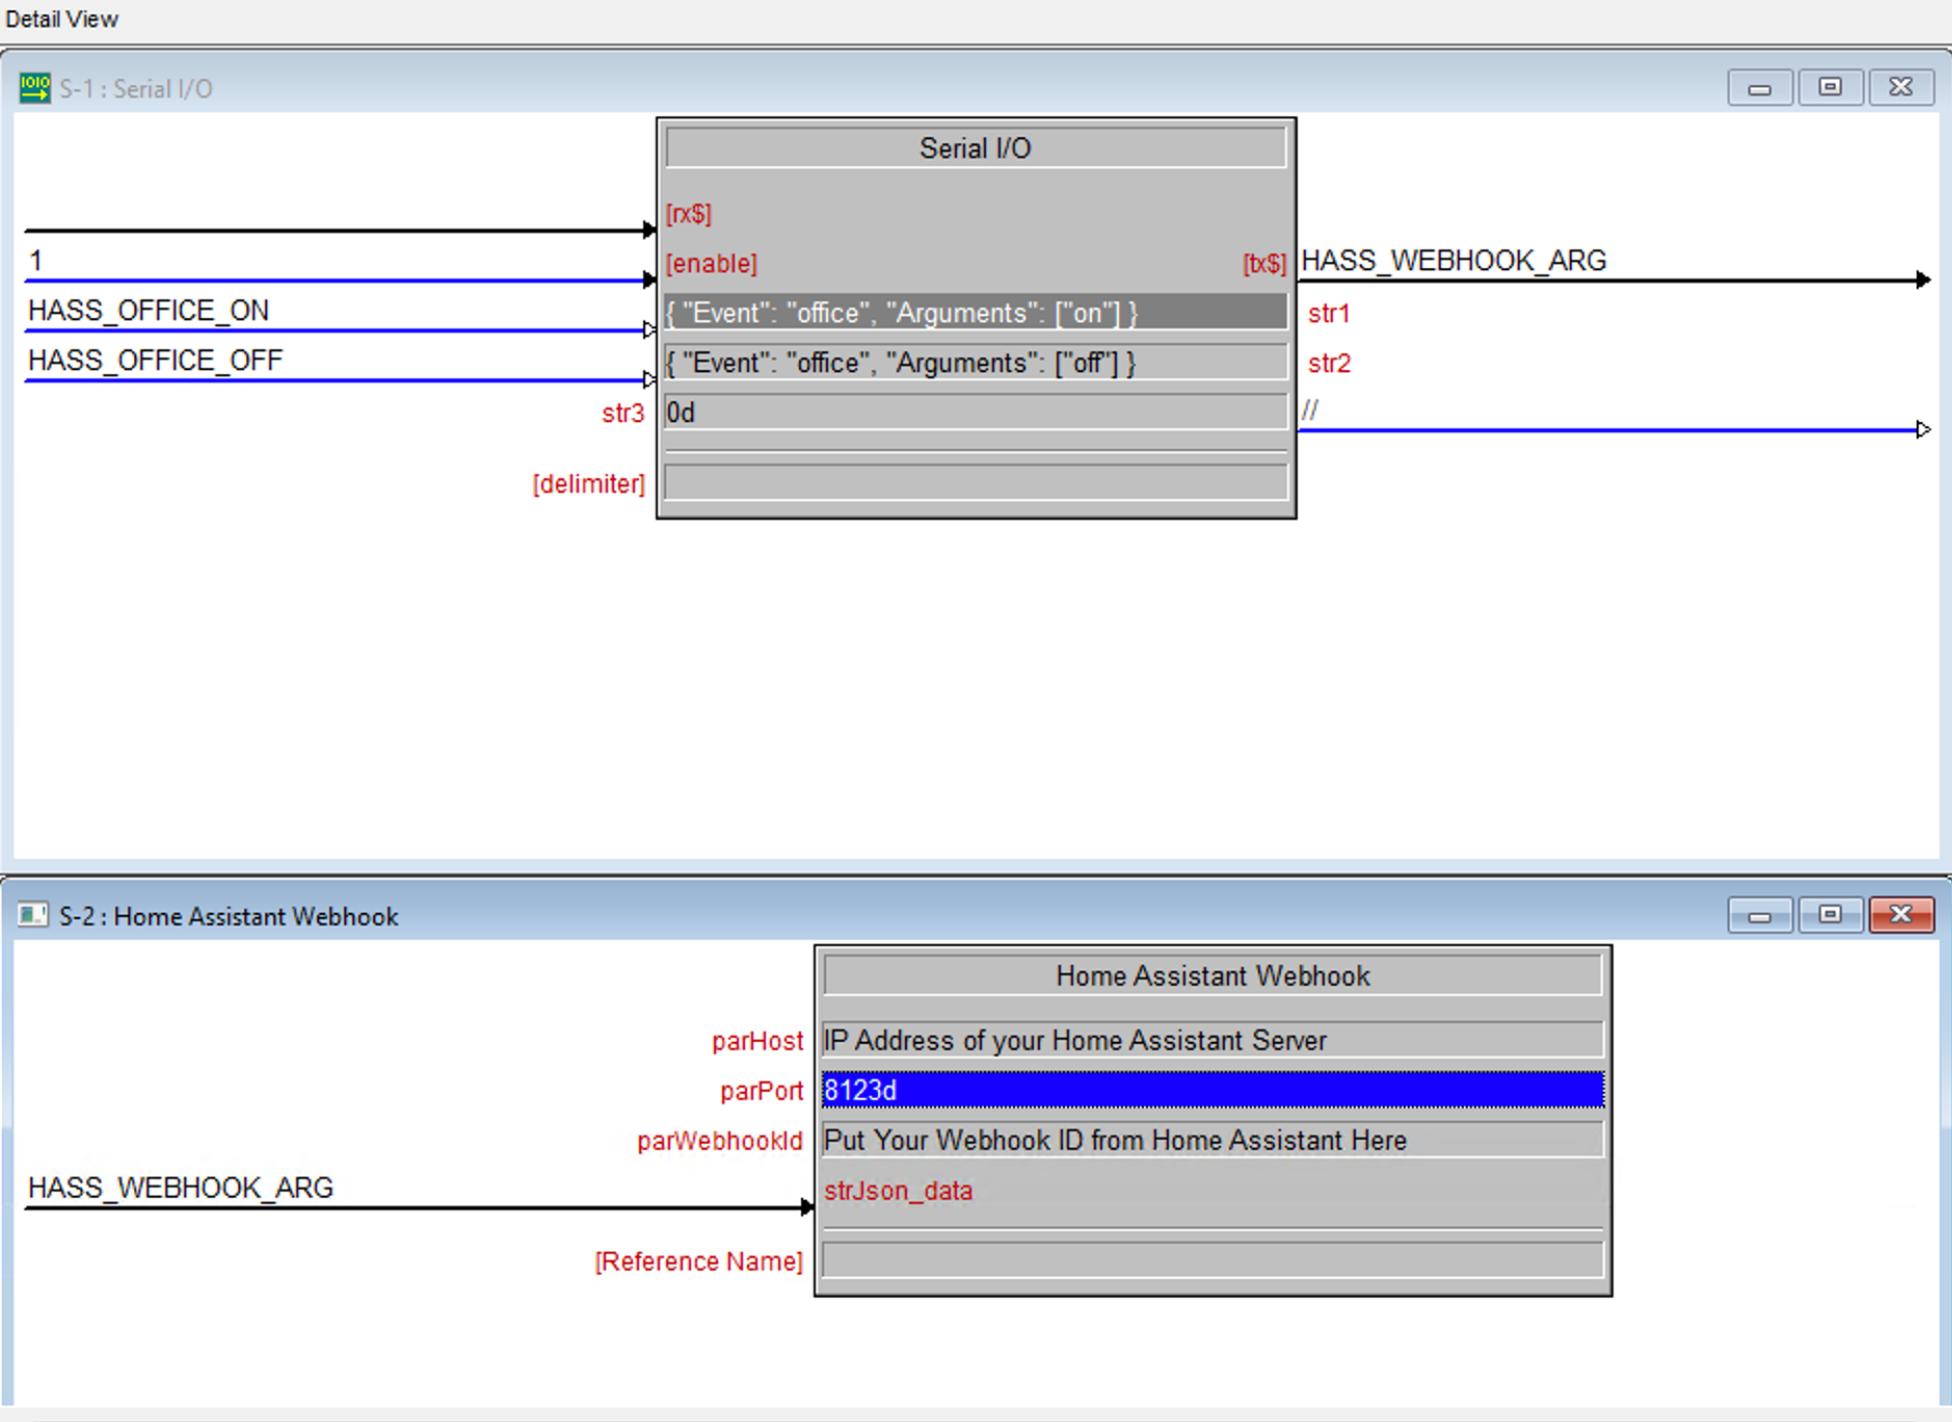 Detail View
S-1 : Serial I/O
Serial I/O
[rx$]
1
[enable]
[tx$]
HASS_WEBHOOK_ARG
HASS_OFFICE_ON
{ "Event": "office", "Arguments": ["on"] }
str1
HASS_OFFICE_OFF
{ "Event": "office", "Arguments": ["off"] }
str2
str3
0d
//
[delimiter]
S-2 : Home Assistant Webhook
Home Assistant Webhook
parHost
IP Address of your Home Assistant Server
parPort
8123d
parWebhookId
Put Your Webhook ID from Home Assistant Here
HASS_WEBHOOK_ARG
strJson_data
[Reference Name]